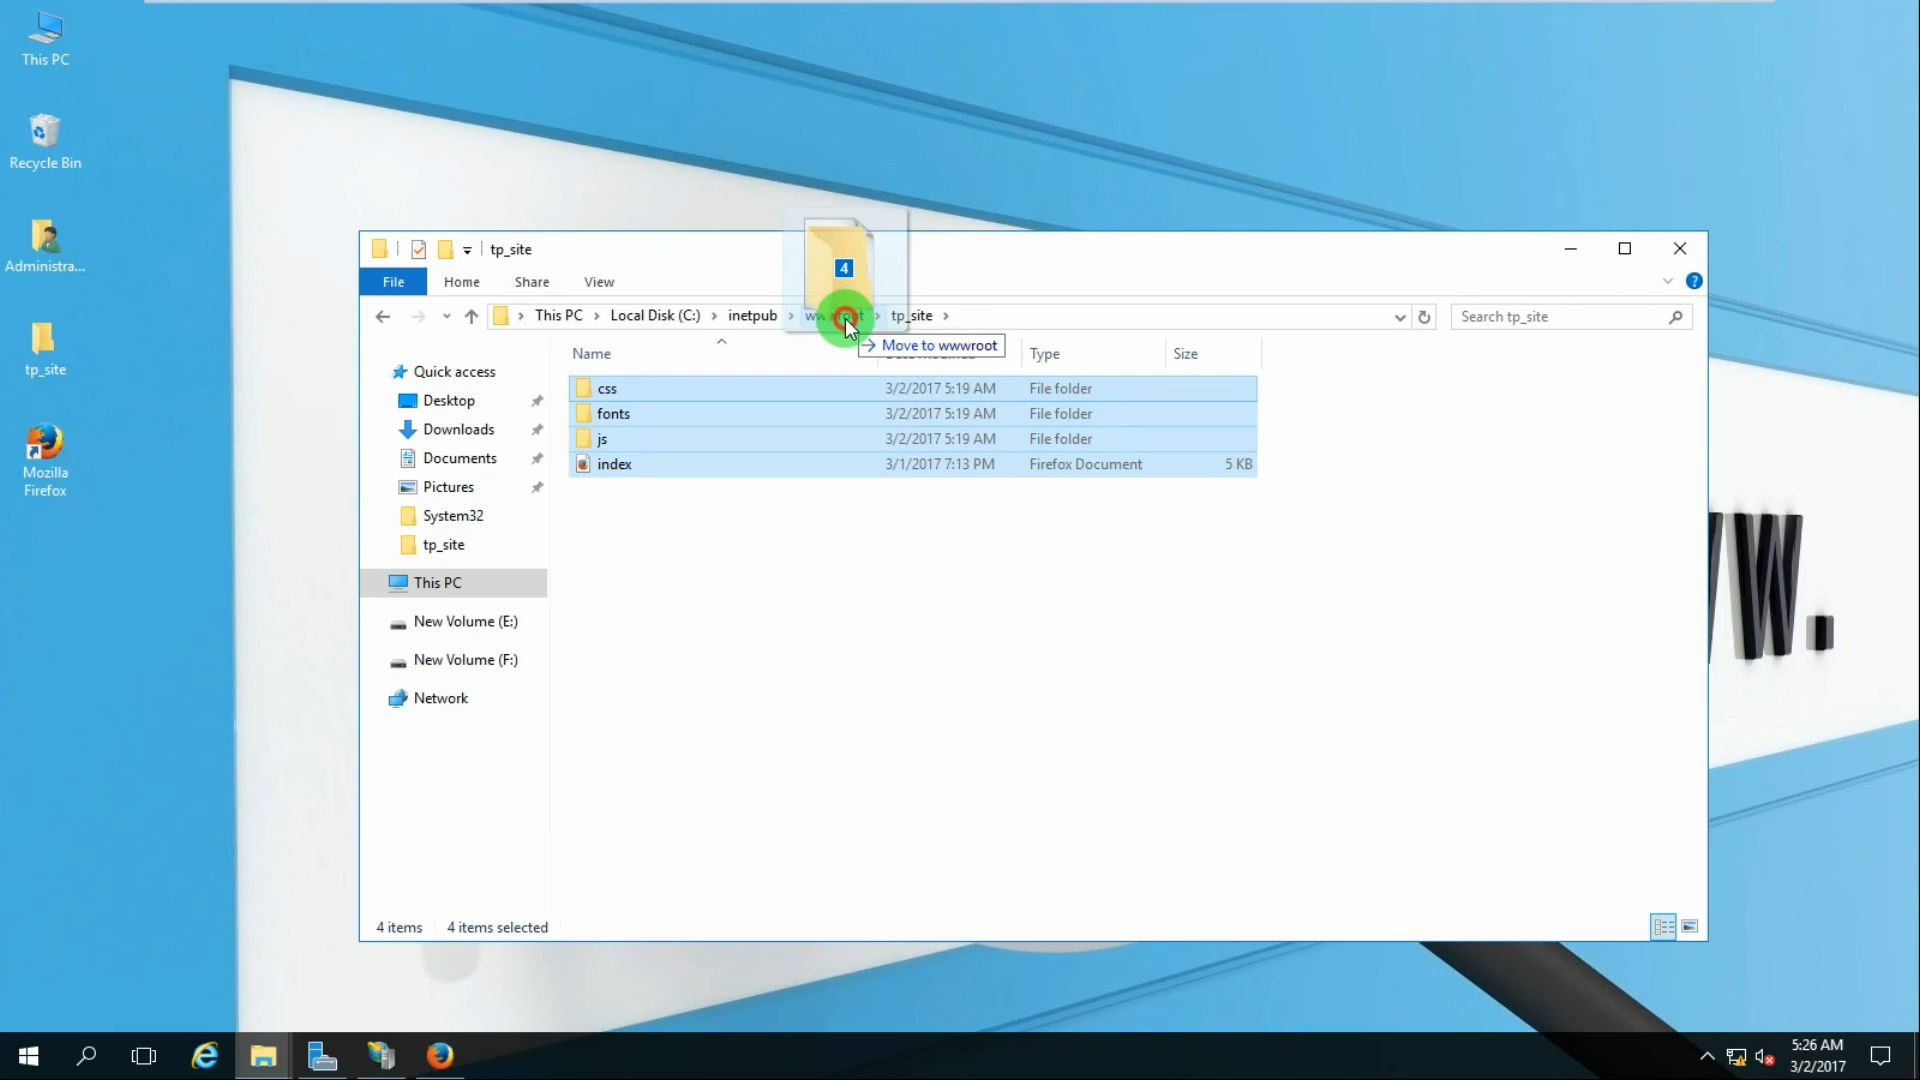 This PC
Recycle Bin
Administra...
tp_site
Mozilla
Firefox
tp_site
File Home Share View
This PC Local Disk (C:) inetpub wwwroot tp_site
Search tp_site
4
Move to wwwroot
Name Type Size
css 3/2/2017 5:19 AM File folder
fonts 3/2/2017 5:19 AM File folder
js 3/2/2017 5:19 AM File folder
index 3/1/2017 7:13 PM Firefox Document 5 KB
Quick access
Desktop
Downloads
Documents
Pictures
System32
tp_site
This PC
New Volume (E:)
New Volume (F:)
Network
4 items 4 items selected
W.
5:26 AM
3/2/2017